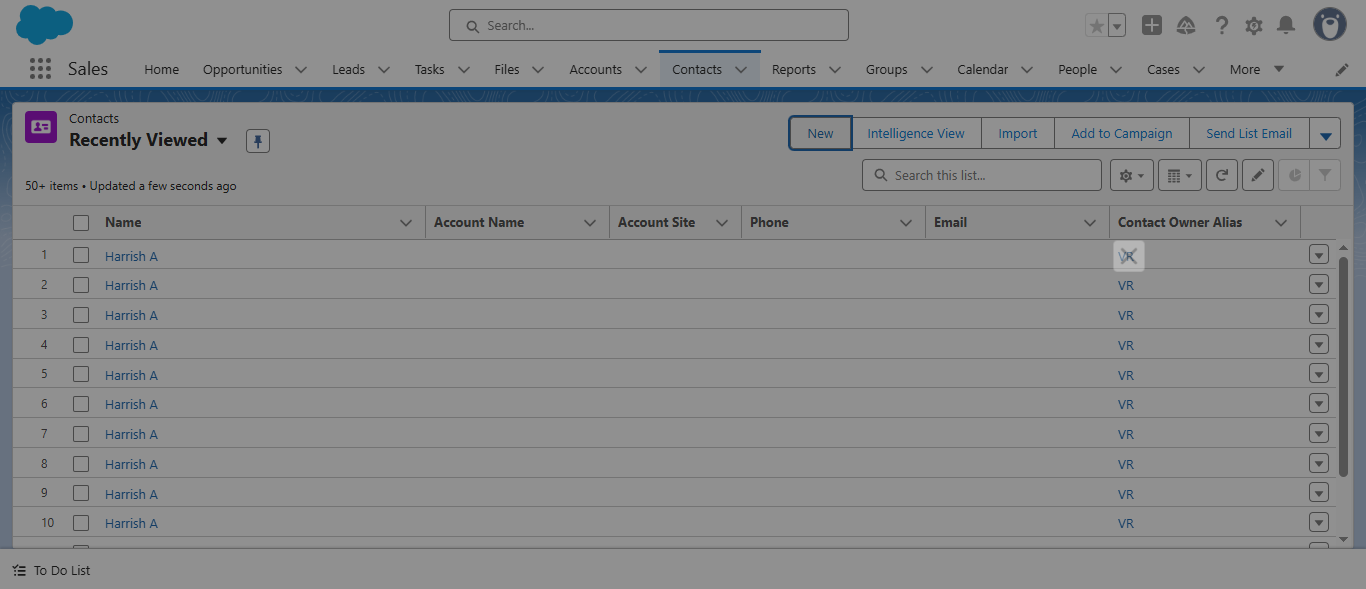 Search...
Sales Home Opportunities Leads Tasks Files Accounts Contacts Reports Groups Calendar People Cases More
Contacts
Recently Viewed
New Intelligence View Import Add to Campaign Send List Email
50+ items • Updated a few seconds ago
Search this list...
Name Account Name Account Site Phone Email Contact Owner Alias
1 Harrish A VR
2 Harrish A VR
3 Harrish A VR
4 Harrish A VR
5 Harrish A VR
6 Harrish A VR
7 Harrish A VR
8 Harrish A VR
9 Harrish A VR
10 Harrish A VR
To Do List